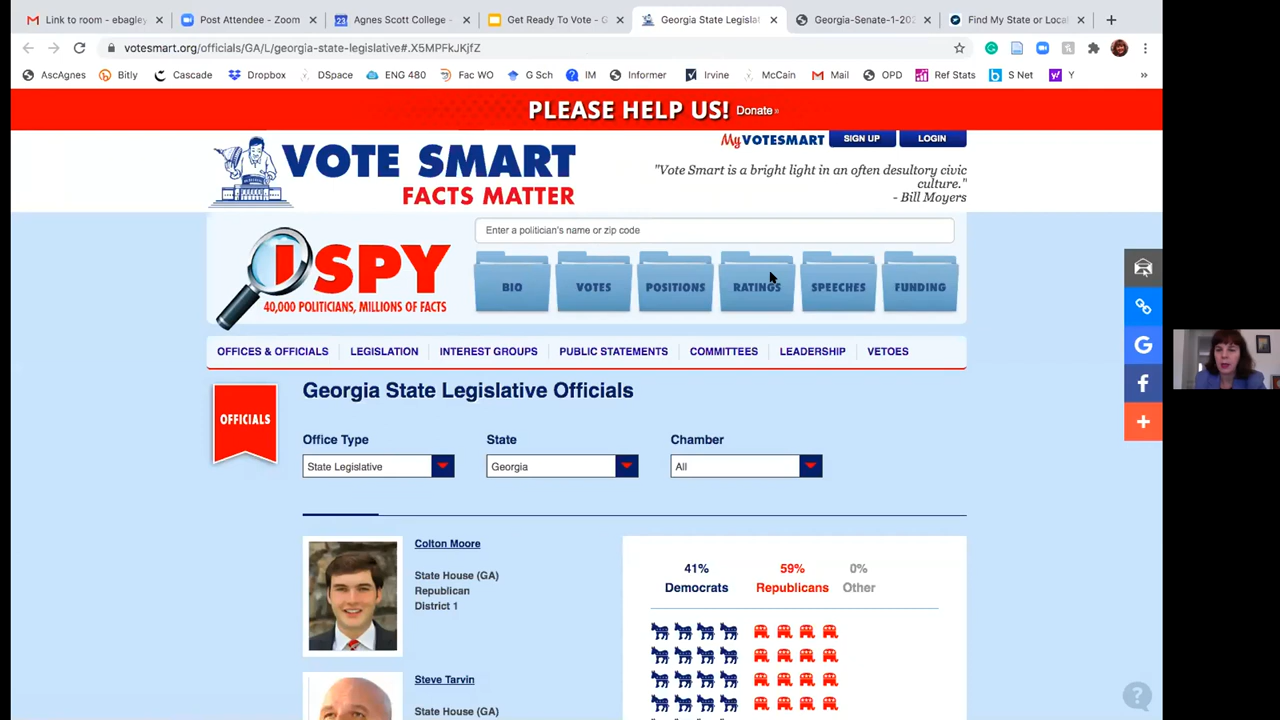 Link to room - ebagley
Post Attendee - Zoom
23
Agnes Scott College -
Get Ready To Vote - G
Georgia State Legislat
Georgia-Senate-1-202
Find My State or Local
votesmart.org/officials/GA/L/georgia-state-legislative#.X5MPFkJKjfZ
AscAgnes
Bitly
Cascade
Dropbox
DSpace
ENG 480
Fac WO
G Sch
IM
Informer
Irvine
McCain
Mail
OPD
Ref Stats
S Net
Y
»
PLEASE HELP US! Donate »
VOTE SMART
FACTS MATTER
MyVOTESMART
SIGN UP
LOGIN
"Vote Smart is a bright light in an often desultory civic
culture."
- Bill Moyers
I SPY
40,000 POLITICIANS, MILLIONS OF FACTS
Enter a politician's name or zip code
BIO
VOTES
POSITIONS
RATINGS
SPEECHES
FUNDING
OFFICES & OFFICIALS
LEGISLATION
INTEREST GROUPS
PUBLIC STATEMENTS
COMMITTEES
LEADERSHIP
VETOES
OFFICIALS
Georgia State Legislative Officials
Office Type
State
Chamber
State Legislative
Georgia
All
Colton Moore
State House (GA)
Republican
District 1
41%
Democrats
59%
Republicans
0%
Other
Steve Tarvin
State House (GA)